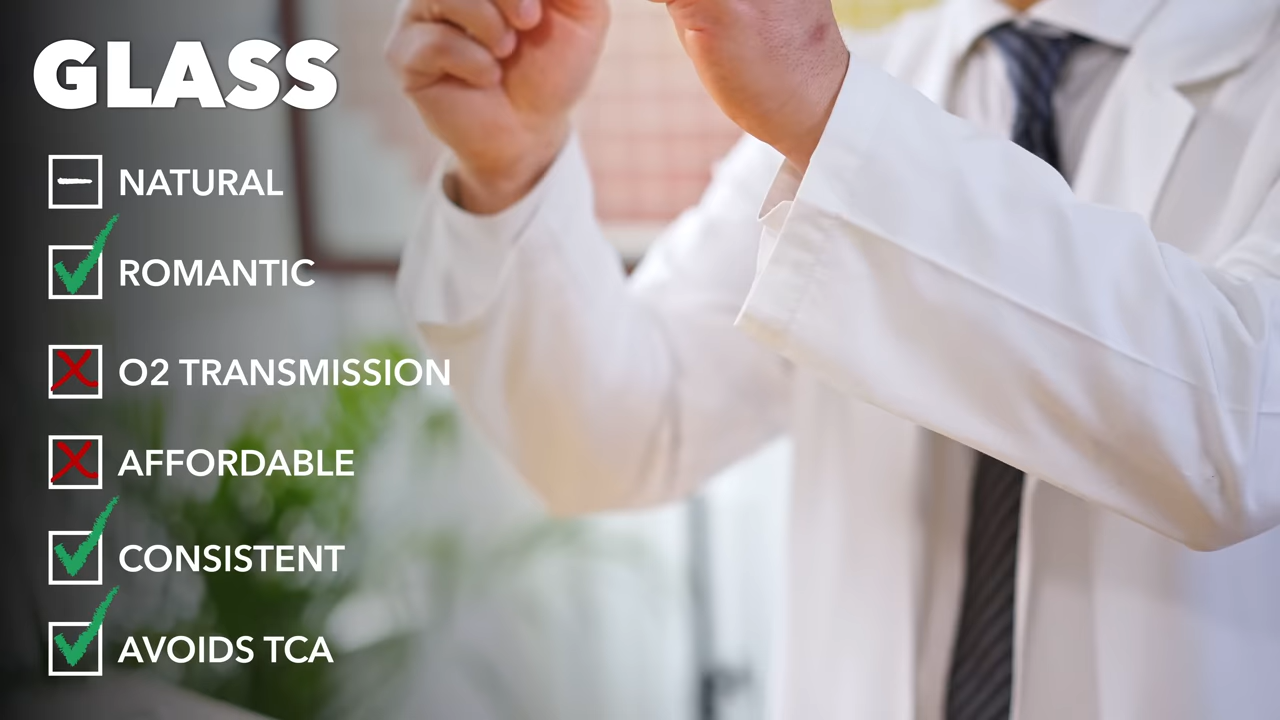 GLASS
NATURAL
ROMANTIC
O2 TRANSMISSION
AFFORDABLE
CONSISTENT
AVOIDS TCA